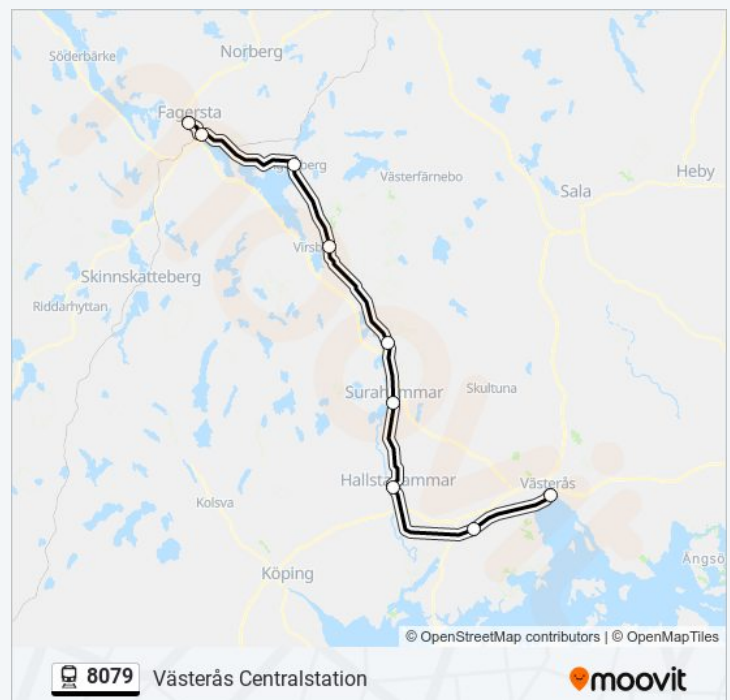 Norberg
Söderbärke
Fagersta
Västerfärnebo
Heby
Sala
Virsb
Skinnskatteberg
Riddarhyttan
Surahammar
Skultuna
Hallstahammar
Västerås
Kolsva
Ängsö
Köping
© OpenStreetMap contributors | © OpenMapTiles
8079 Västerås Centralstation
moovit